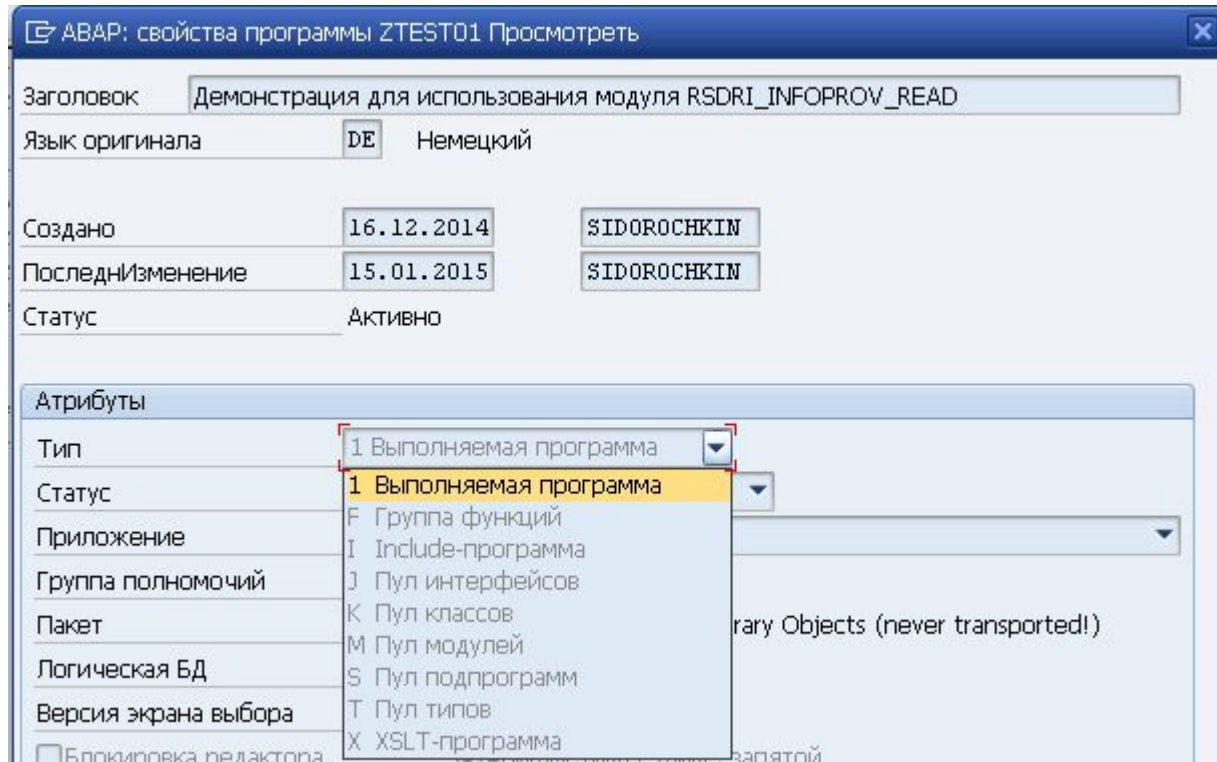 ABAP: свойства программы ZTEST01 Просмотреть
Заголовок Демонстрация для использования модуля RSDRI_INFOPROV_READ
Язык оригинала DE Немецкий
Создано 16.12.2014 SIDOROCHKIN
ПоследнИзменение 15.01.2015 SIDOROCHKIN
Статус Активно
Атрибуты
Тип 1 Выполняемая программа
Статус 1 Выполняемая программа
F Группа функций
Приложение
I Include-программа
Группа полномочий J Пул интерфейсов
Пакет K Пул классов rary Objects (never transported!)
M Пул модулей
Логическая БД S Пул подпрограмм
Версия экрана выбора T Пул типов
X XSLT-программа
Блокировка редактора запятой